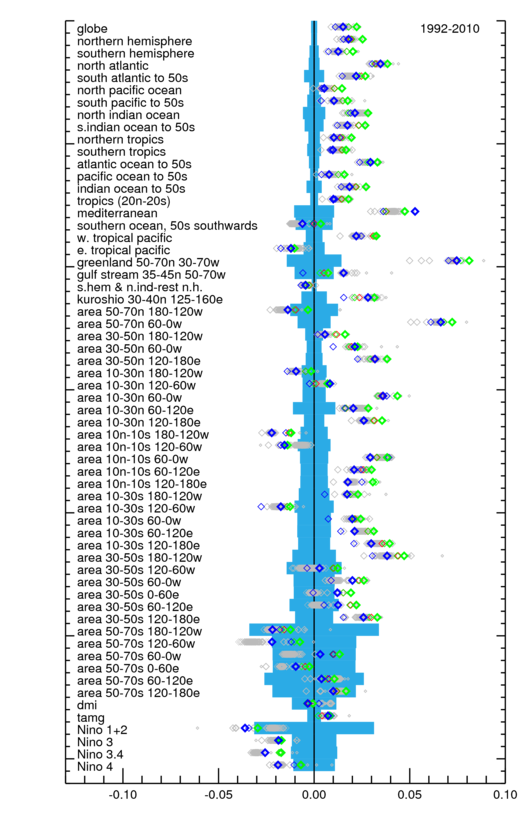 1992-2010
globe
northern hemisphere
southern hemisphere
north atlantic
south atlantic to 50s
north pacific ocean
south pacific to 50s
north indian ocean
s.indian ocean to 50s
northern tropics
southern tropics
atlantic ocean to 50s
pacific ocean to 50s
indian ocean to 50s
tropics (20n-20s)
mediterranean
southern ocean, 50s southwards
w. tropical pacific
e. tropical pacific
greenland 50-70n 30-70w
gulf stream 35-45n 50-70w
s.hem & n.ind-rest n.h.
kuroshio 30-40n 125-160e
area 50-70n 180-120w
area 50-70n 60-0w
area 30-50n 180-120w
area 30-50n 60-0w
area 30-50n 120-180e
area 10-30n 180-120w
area 10-30n 120-60w
area 10-30n 60-0w
area 10-30n 60-120e
area 10-30n 120-180e
area 10n-10s 180-120w
area 10n-10s 120-60w
area 10n-10s 60-0w
area 10n-10s 60-120e
area 10n-10s 120-180e
area 10-30s 180-120w
area 10-30s 120-60w
area 10-30s 60-0w
area 10-30s 60-120e
area 10-30s 120-180e
area 30-50s 180-120w
area 30-50s 120-60w
area 30-50s 60-0w
area 30-50s 0-60e
area 30-50s 60-120e
area 30-50s 120-180e
area 50-70s 180-120w
area 50-70s 120-60w
area 50-70s 60-0w
area 50-70s 0-60e
area 50-70s 60-120e
area 50-70s 120-180e
dmi
tamg
Nino 1+2
Nino 3
Nino 3.4
Nino 4
-0.10 -0.05 0.00 0.05 0.10